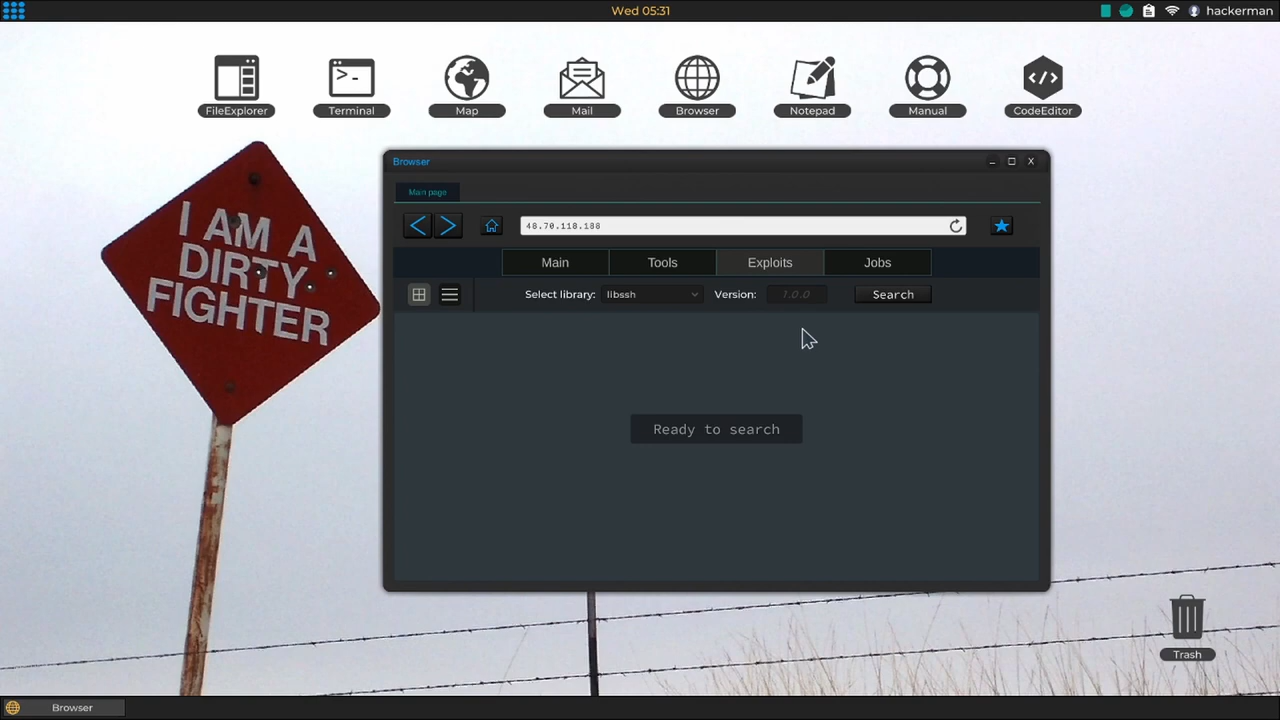 Wed 05:31
hackerman
FileExplorer
Terminal
>-
Map
Mail
Browser
Notepad
Manual
CodeEditor
</>
I AM A
DIRTY
FIGHTER
Browser
_ □ X
Main page
48.70.118.188
Main
Tools
Exploits
Jobs
Select library:
libssh
Version:
1.0.0
Search
Ready to search
Trash
Browser